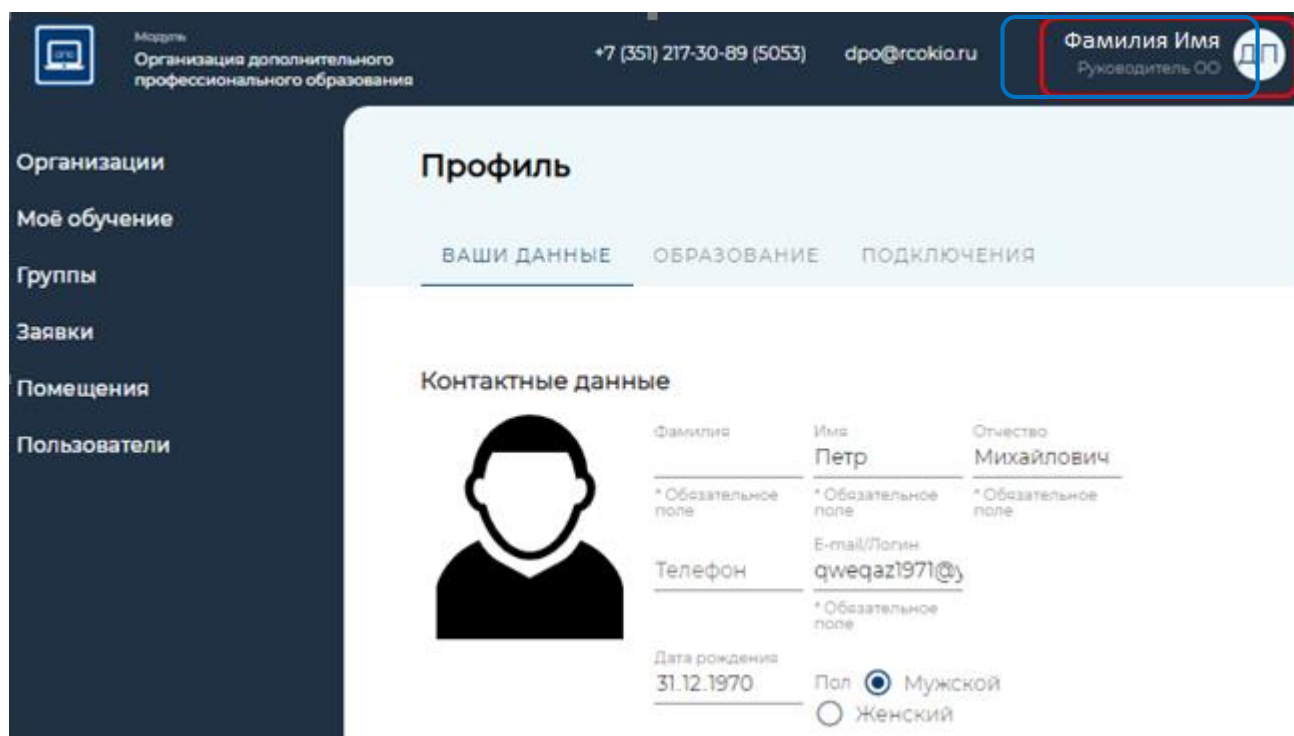 Модуль
Организация дополнительного
профессионального образования
+7 (351) 217-30-89 (5053)
dpo@rcokio.ru
Фамилия Имя
Руководитель ОО
ДП
Организации
Моё обучение
Группы
Заявки
Помещения
Пользователи
Профиль
ВАШИ ДАННЫЕ ОБРАЗОВАНИЕ ПОДКЛЮЧЕНИЯ
Контактные данные
Фамилия Имя Отчество
Петр Михайлович
* Обязательное * Обязательное * Обязательное
поле поле поле
E-mail/Логин
Телефон qweqaz1971@y
* Обязательное
поле
Дата рождения
31.12.1970 Пол Мужской
Женский